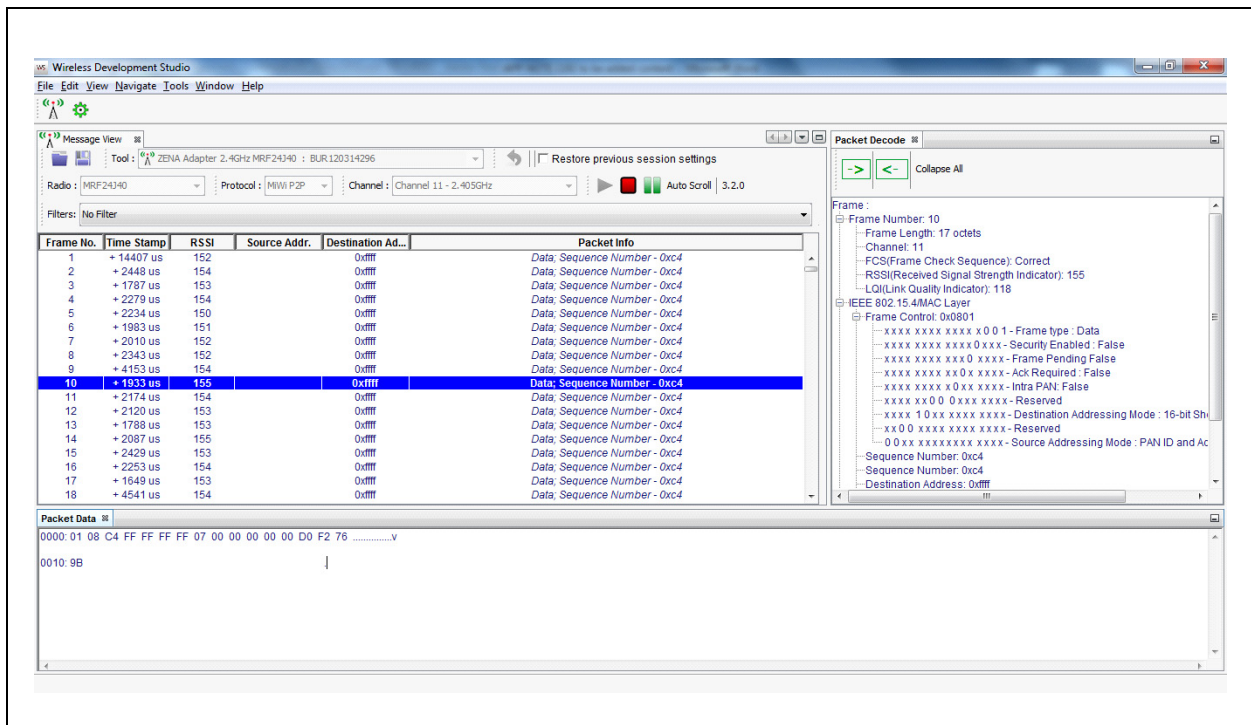 Wireless Development Studio
File Edit View Navigate Tools Window Help
Message View
Tool : ZENA Adapter 2.4GHz MRF24J40 : BUR120314296 Restore previous session settings
Radio : MRF24J40 Protocol : MiWi P2P Channel : Channel 11 - 2.405GHz Auto Scroll 3.2.0
Filters: No Filter
Frame No. Time Stamp RSSI Source Addr. Destination Ad... Packet Info
1 + 14407 us 152 0xffff Data; Sequence Number - 0xc4
2 + 2448 us 154 0xffff Data; Sequence Number - 0xc4
3 + 1787 us 153 0xffff Data; Sequence Number - 0xc4
4 + 2279 us 154 0xffff Data; Sequence Number - 0xc4
5 + 2234 us 150 0xffff Data; Sequence Number - 0xc4
6 + 1983 us 151 0xffff Data; Sequence Number - 0xc4
7 + 2010 us 152 0xffff Data; Sequence Number - 0xc4
8 + 2343 us 152 0xffff Data; Sequence Number - 0xc4
9 + 4153 us 154 0xffff Data; Sequence Number - 0xc4
10 + 1933 us 155 0xffff Data; Sequence Number - 0xc4
11 + 2174 us 154 0xffff Data; Sequence Number - 0xc4
12 + 2120 us 153 0xffff Data; Sequence Number - 0xc4
13 + 1788 us 153 0xffff Data; Sequence Number - 0xc4
14 + 2087 us 155 0xffff Data; Sequence Number - 0xc4
15 + 2429 us 153 0xffff Data; Sequence Number - 0xc4
16 + 2253 us 154 0xffff Data; Sequence Number - 0xc4
17 + 1649 us 153 0xffff Data; Sequence Number - 0xc4
18 + 4541 us 154 0xffff Data; Sequence Number - 0xc4
Packet Decode
-> <- Collapse All
Frame :
Frame Number: 10
Frame Length: 17 octets
Channel: 11
FCS(Frame Check Sequence): Correct
RSSI(Received Signal Strength Indicator): 155
LQI(Link Quality Indicator): 118
IEEE 802.15.4/MAC Layer
Frame Control: 0x0801
x x x x x x x x x x x x x 0 0 1 - Frame type : Data
x x x x x x x x x x x x 0 x x x - Security Enabled : False
x x x x x x x x x x x 0 x x x x - Frame Pending False
x x x x x x x x x x 0 x x x x x - Ack Required : False
x x x x x x x x x 0 x x x x x x - Intra PAN: False
x x x x x x 0 0 0 x x x x x x x - Reserved
x x x x 1 0 x x x x x x x x x x - Destination Addressing Mode : 16-bit Sh
x x 0 0 x x x x x x x x x x x x - Reserved
0 0 x x x x x x x x x x x x x x - Source Addressing Mode : PAN ID and Ac
Sequence Number: 0xc4
Sequence Number: 0xc4
Destination Address: 0xffff
Packet Data
0000: 01 08 C4 FF FF FF FF 07 00 00 00 00 00 D0 F2 76 ..............v
0010: 9B .